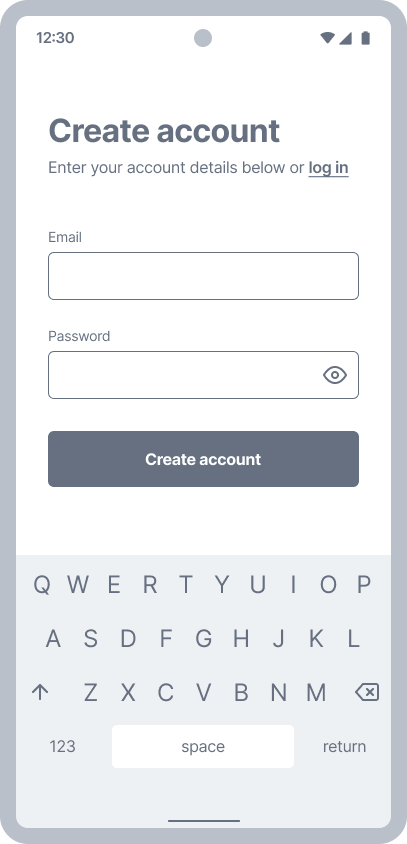 12:30
Create account
Enter your account details below or log in
Email
Password
Create account
Q W E R T Y U I O P
A S D F G H J K L
Z X C V B N M
123 space return